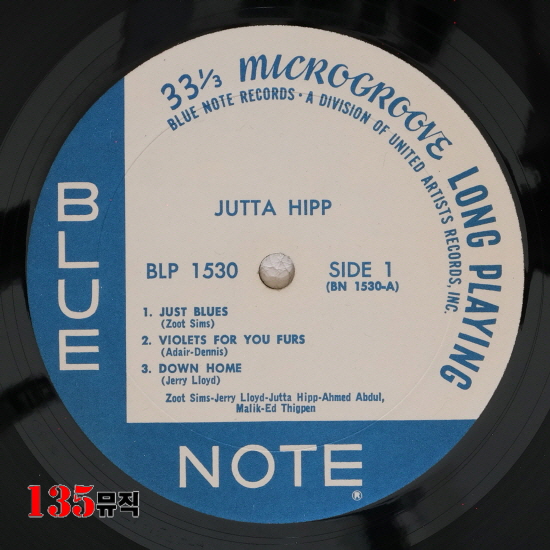 33⅓ MICROGROOVE LONG PLAYING
BLUE NOTE RECORDS • A DIVISION OF UNITED ARTISTS RECORDS, INC.
JUTTA HIPP
BLP 1530
SIDE 1
(BN 1530-A)
1. JUST BLUES
(Zoot Sims)
2. VIOLETS FOR YOU FURS
(Adair-Dennis)
3. DOWN HOME
(Jerry Lloyd)
Zoot Sims-Jerry Lloyd-Jutta Hipp-Ahmed Abdul,
Malik-Ed Thigpen
BLUE
NOTE
®
135뮤직